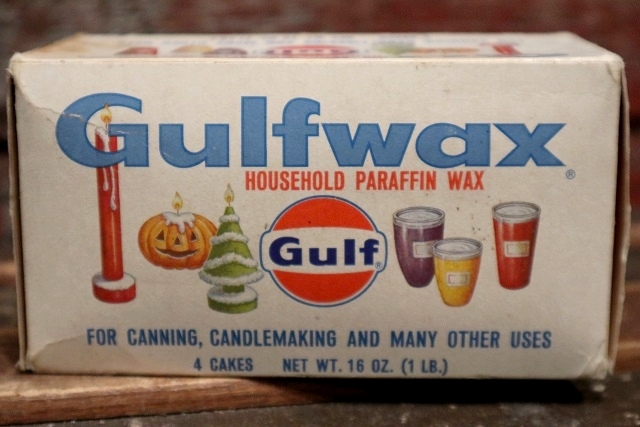 Gulfwax®
HOUSEHOLD PARAFFIN WAX
Gulf®
FOR CANNING, CANDLEMAKING AND MANY OTHER USES
4 CAKES NET WT. 16 OZ. (1 LB.)